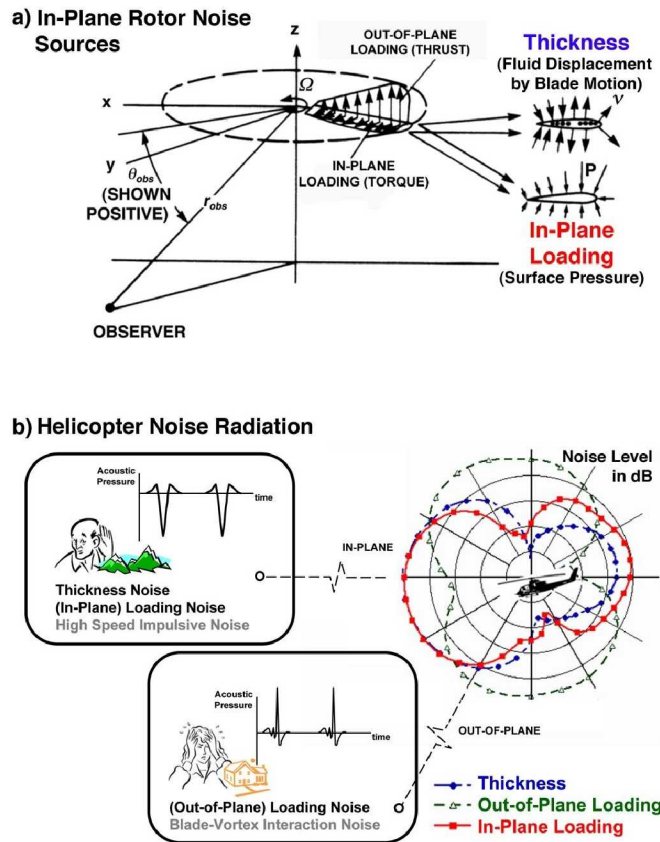 a) In-Plane Rotor Noise
Sources
z
OUT-OF-PLANE
LOADING (THRUST)
Thickness
(Fluid Displacement
by Blade Motion)
Ω
x
ν
y
θobs
(SHOWN
POSITIVE)
robs
IN-PLANE
LOADING (TORQUE)
P
In-Plane
Loading
(Surface Pressure)
OBSERVER
b) Helicopter Noise Radiation
Acoustic
Pressure
time
Noise Level
in dB
IN-PLANE
Thickness Noise
(In-Plane) Loading Noise
High Speed Impulsive Noise
Acoustic
Pressure
time
OUT-OF-PLANE
(Out-of-Plane) Loading Noise
Blade-Vortex Interaction Noise
Thickness
Out-of-Plane Loading
In-Plane Loading